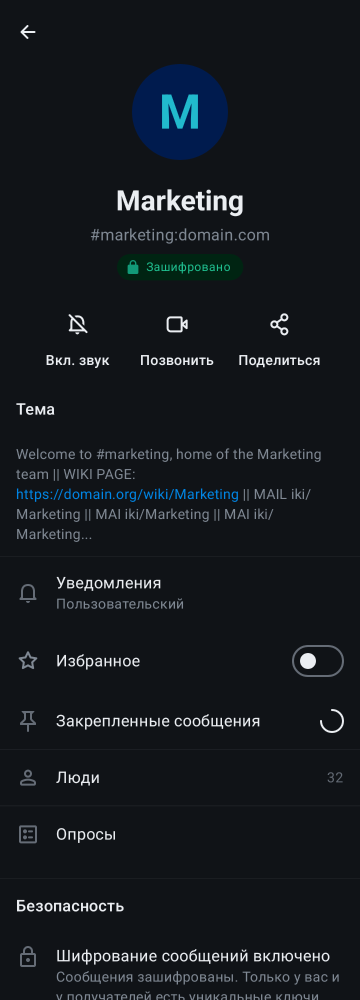 M
Marketing
#marketing:domain.com
Зашифровано
Вкл. звук
Позвонить
Поделиться
Тема
Welcome to #marketing, home of the Marketing
team || WIKI PAGE:
https://domain.org/wiki/Marketing || MAIL iki/
Marketing || MAI iki/Marketing || MAI iki/
Marketing...
Уведомления
Пользовательский
Избранное
Закрепленные сообщения
Люди
32
Опросы
Безопасность
Шифрование сообщений включено
Сообщения зашифрованы. Только у вас и
у получателей есть уникальные ключи